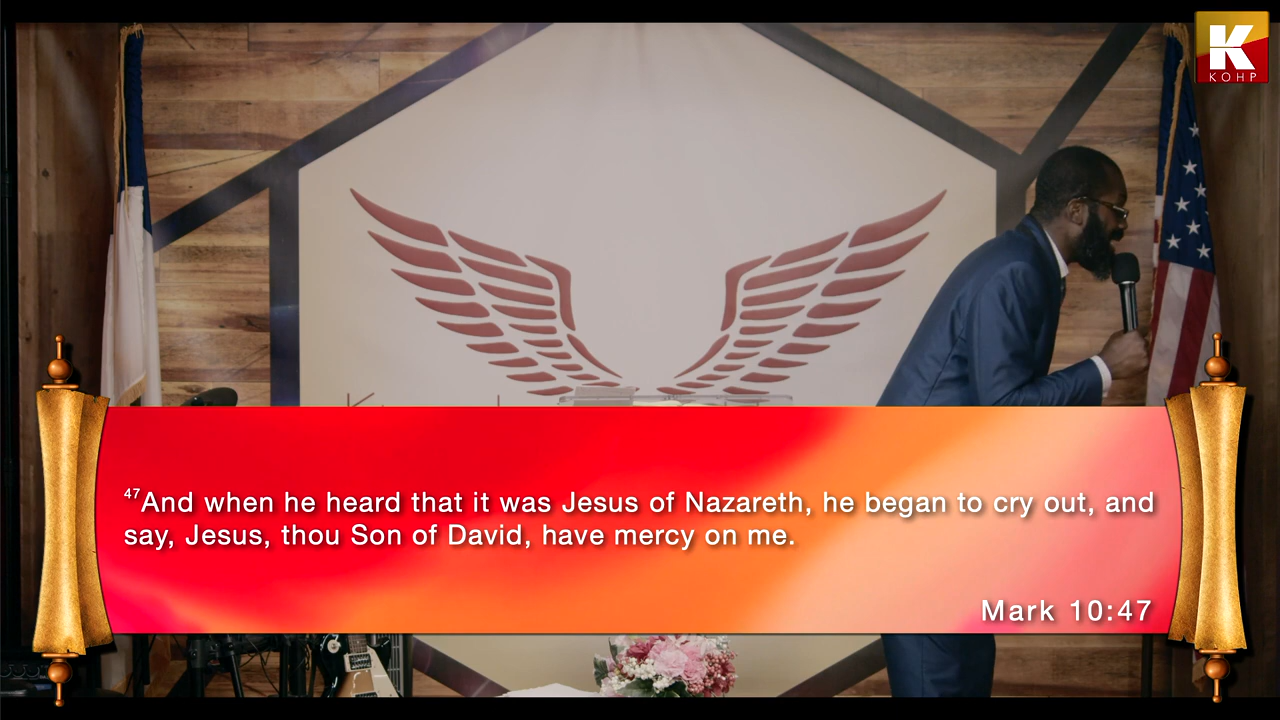 K
KOHP
⁴⁷And when he heard that it was Jesus of Nazareth, he began to cry out, and
say, Jesus, thou Son of David, have mercy on me.
Mark 10:47